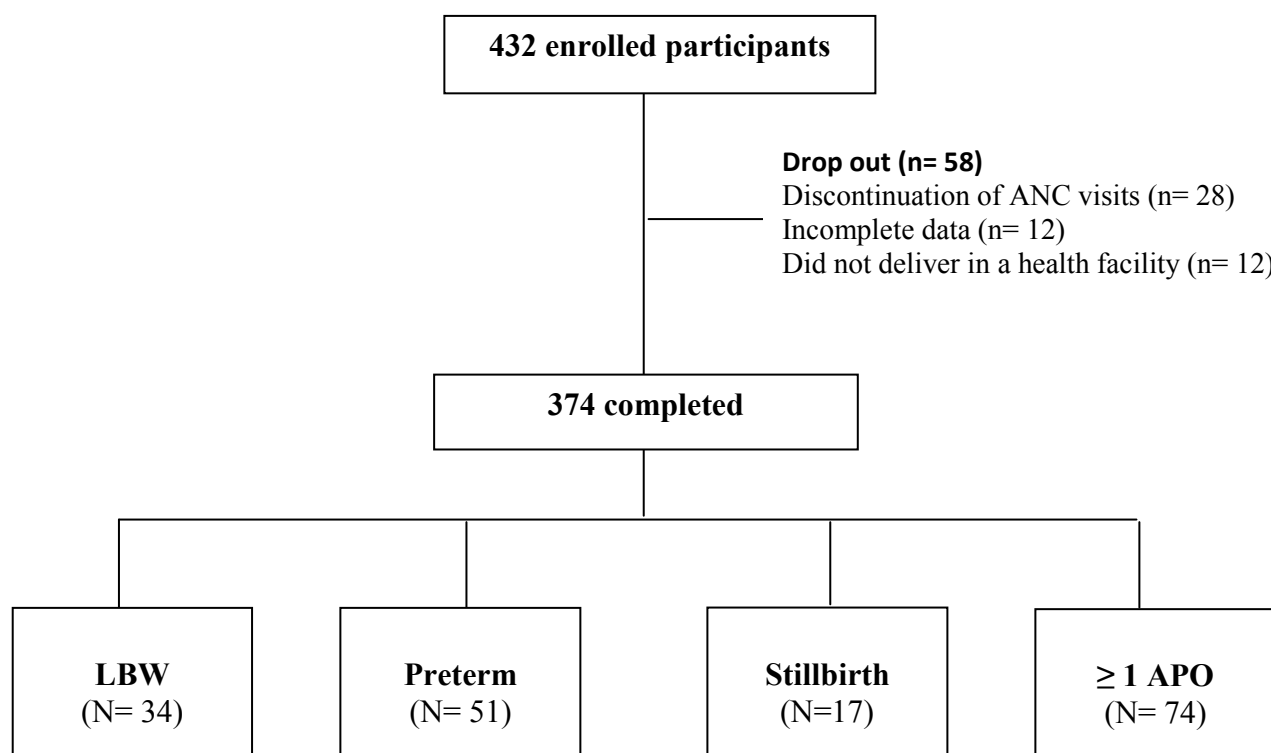 432 enrolled participants
Drop out (n= 58)
Discontinuation of ANC visits (n= 28)
Incomplete data (n= 12)
Did not deliver in a health facility (n= 12)
374 completed
LBW
(N= 34)
Preterm
(N= 51)
Stillbirth
(N=17)
≥ 1 APO
(N= 74)